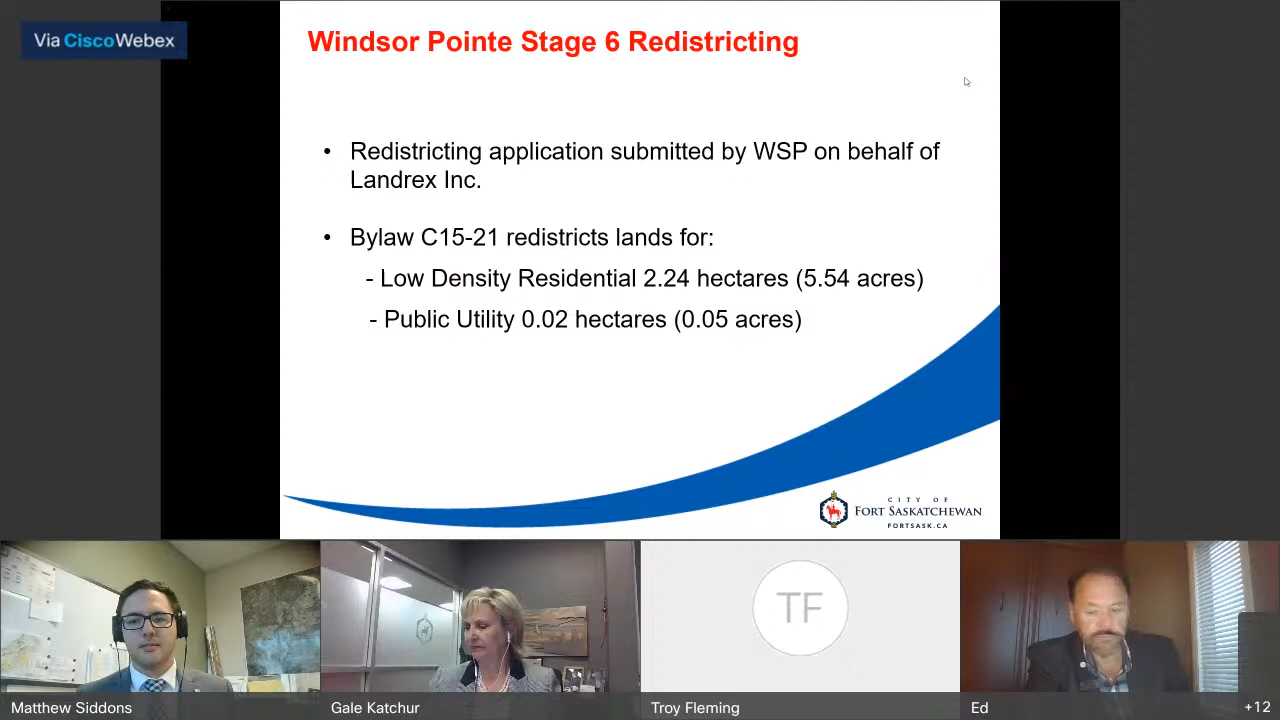 Via Cisco Webex
Windsor Pointe Stage 6 Redistricting
• Redistricting application submitted by WSP on behalf of
Landrex Inc.
• Bylaw C15-21 redistricts lands for:
- Low Density Residential 2.24 hectares (5.54 acres)
- Public Utility 0.02 hectares (0.05 acres)
CITY OF
FORT SASKATCHEWAN
FORTSASK.CA
TF
Matthew Siddons
Gale Katchur
Troy Fleming
Ed
+12